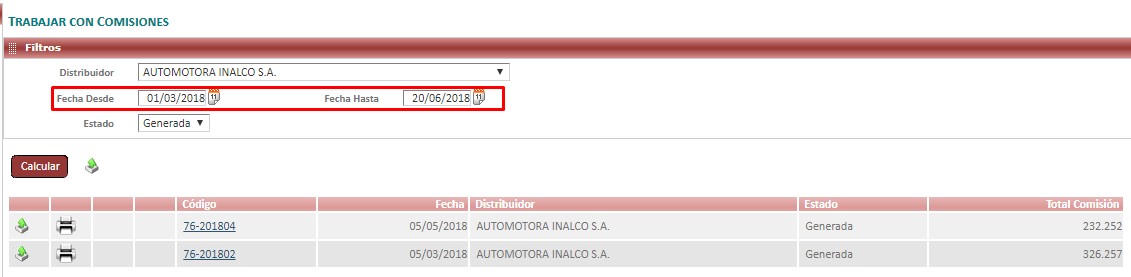 TRABAJAR CON COMISIONES
Filtros
Distribuidor AUTOMOTORA INALCO S.A.
Fecha Desde 01/03/2018 11 Fecha Hasta 20/06/2018 11
Estado Generada
Calcular
Código Fecha Distribuidor Estado Total Comisión
76-201804 05/05/2018 AUTOMOTORA INALCO S.A. Generada 232.252
76-201802 05/03/2018 AUTOMOTORA INALCO S.A. Generada 326.257